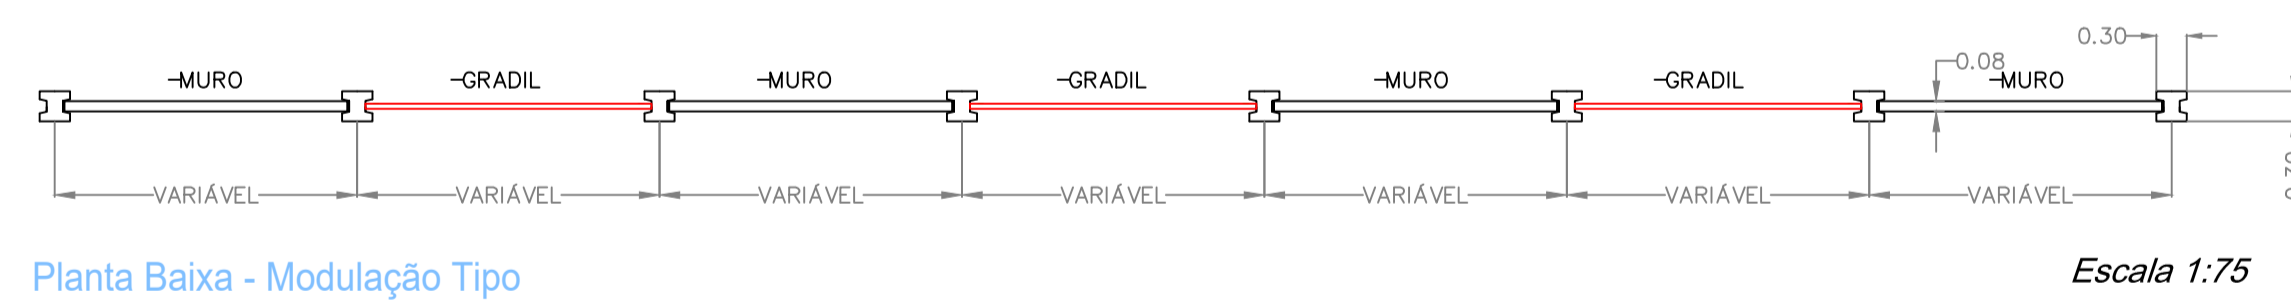 0.30
0.08
MURO
GRADIL
MURO
GRADIL
MURO
GRADIL
MURO
VARIÁVEL
VARIÁVEL
VARIÁVEL
VARIÁVEL
VARIÁVEL
VARIÁVEL
VARIÁVEL
Planta Baixa - Modulação Tipo
Escala 1:75